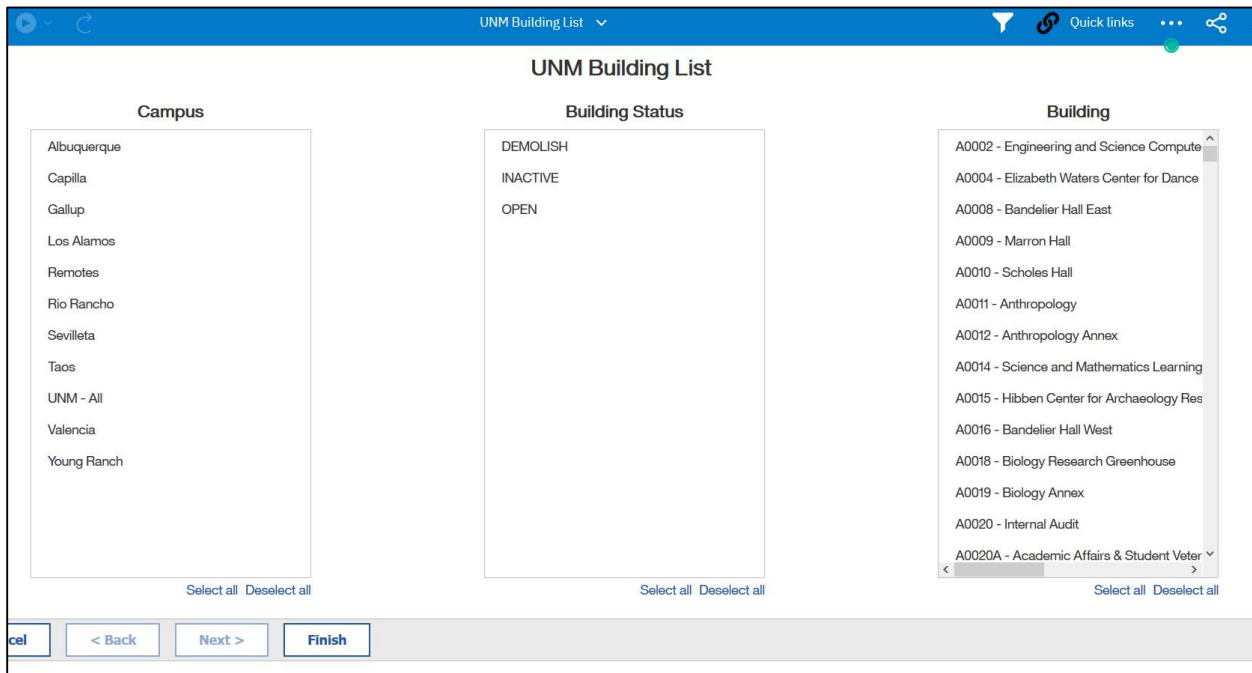 UNM Building List
Quick links
UNM Building List
Campus
Albuquerque
Capilla
Gallup
Los Alamos
Remotes
Rio Rancho
Sevilleta
Taos
UNM - All
Valencia
Young Ranch
Select all Deselect all
Building Status
DEMOLISH
INACTIVE
OPEN
Select all Deselect all
Building
A0002 - Engineering and Science Compute
A0004 - Elizabeth Waters Center for Dance
A0008 - Bandelier Hall East
A0009 - Marron Hall
A0010 - Scholes Hall
A0011 - Anthropology
A0012 - Anthropology Annex
A0014 - Science and Mathematics Learning
A0015 - Hibben Center for Archaeology Res
A0016 - Bandelier Hall West
A0018 - Biology Research Greenhouse
A0019 - Biology Annex
A0020 - Internal Audit
A0020A - Academic Affairs & Student Veter
Select all Deselect all
cel
< Back
Next >
Finish